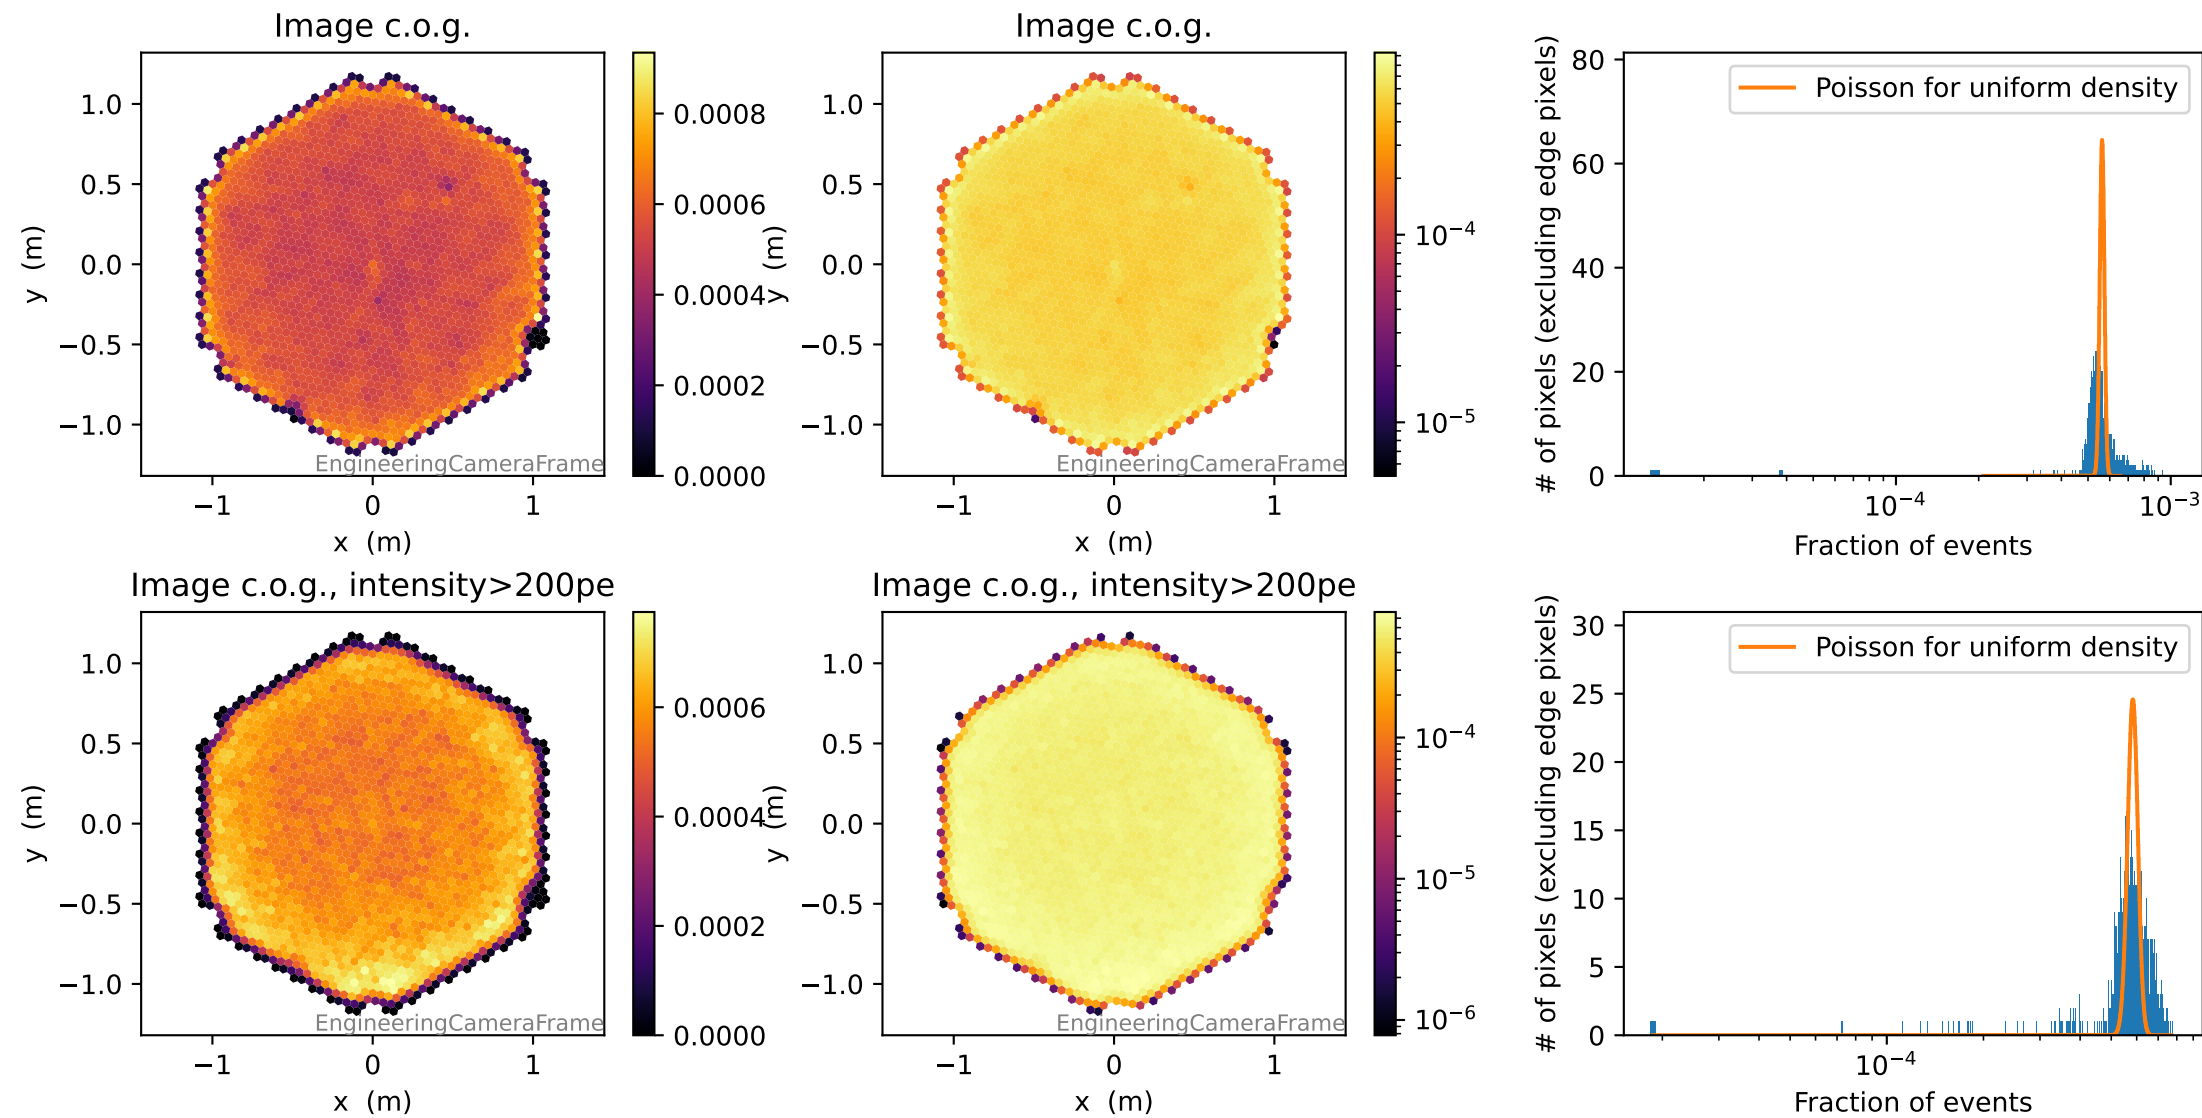 Image c.o.g.
1.0
0.5
0.0
−0.5
−1.0
y (m)
−1
0
1
x (m)
EngineeringCameraFrame
0.0008
0.0006
0.0004
0.0002
0.0000
Image c.o.g.
1.0
0.5
0.0
−0.5
−1.0
y (m)
−1
0
1
x (m)
EngineeringCameraFrame
10⁻⁴
10⁻⁵
# of pixels (excluding edge pixels)
80
60
40
20
0
Poisson for uniform density
10⁻⁴
10⁻³
Fraction of events
Image c.o.g., intensity>200pe
1.0
0.5
0.0
−0.5
−1.0
y (m)
−1
0
1
x (m)
EngineeringCameraFrame
0.0006
0.0004
0.0002
0.0000
Image c.o.g., intensity>200pe
1.0
0.5
0.0
−0.5
−1.0
y (m)
−1
0
1
x (m)
EngineeringCameraFrame
10⁻⁴
10⁻⁵
10⁻⁶
# of pixels (excluding edge pixels)
30
25
20
15
10
5
0
Poisson for uniform density
10⁻⁴
Fraction of events